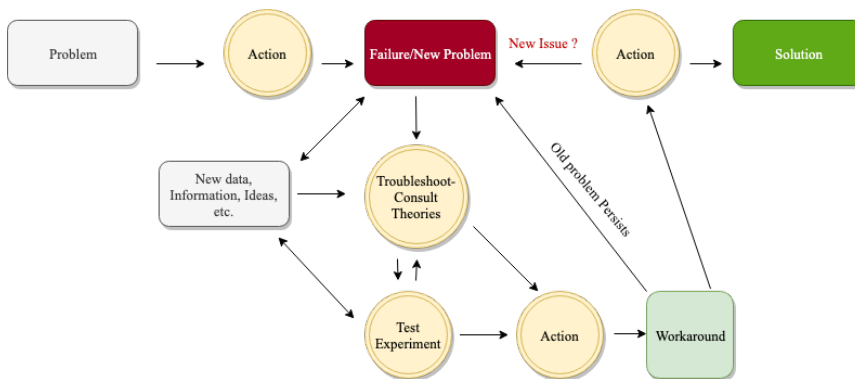 Problem
Action
Failure/New Problem
New Issue ?
Action
Solution
New data,
Information, Ideas,
etc.
Troubleshoot-
Consult
Theories
Old problem Persists
Test
Experiment
Action
Workaround